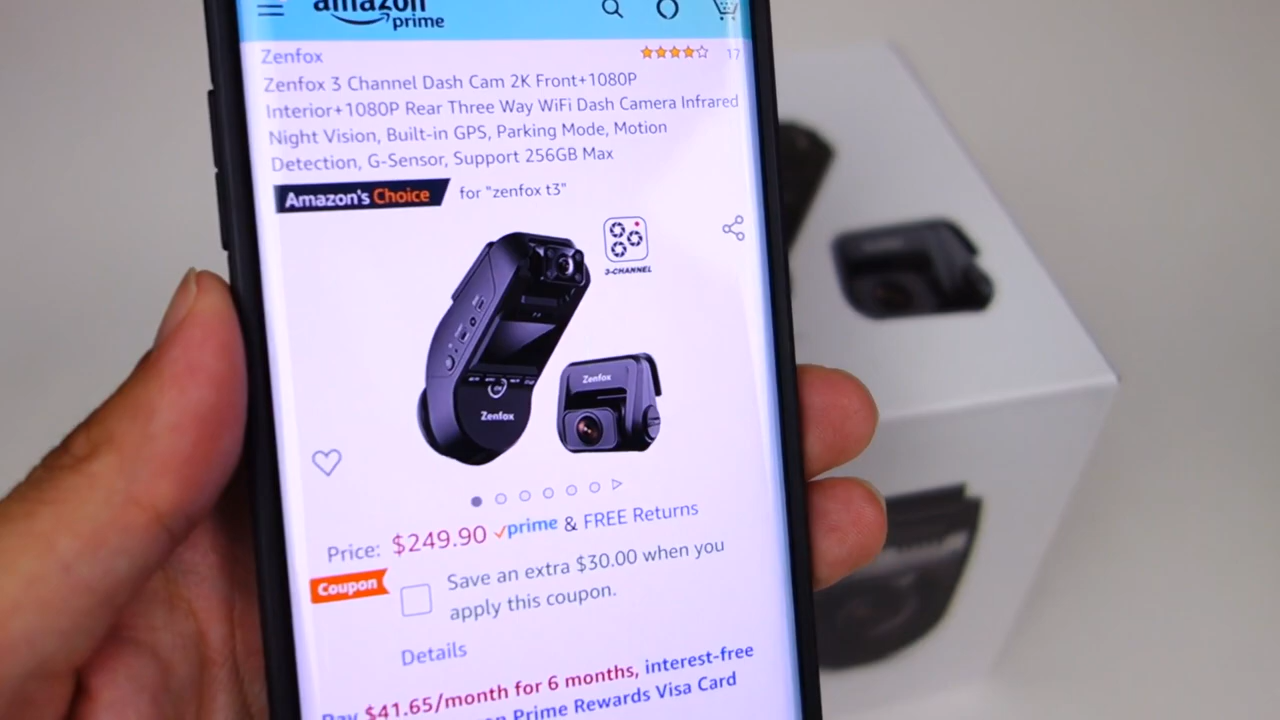 amazon
prime
Zenfox
17
Zenfox 3 Channel Dash Cam 2K Front+1080P
Interior+1080P Rear Three Way WiFi Dash Camera Infrared
Night Vision, Built-in GPS, Parking Mode, Motion
Detection, G-Sensor, Support 256GB Max
Amazon's Choice for "zenfox t3"
3-CHANNEL
Zenfox
Zenfox
Price: $249.90 prime & FREE Returns
Coupon
Save an extra $30.00 when you
apply this coupon.
Details
Pay $41.65/month for 6 months, interest-free
Prime Rewards Visa Card